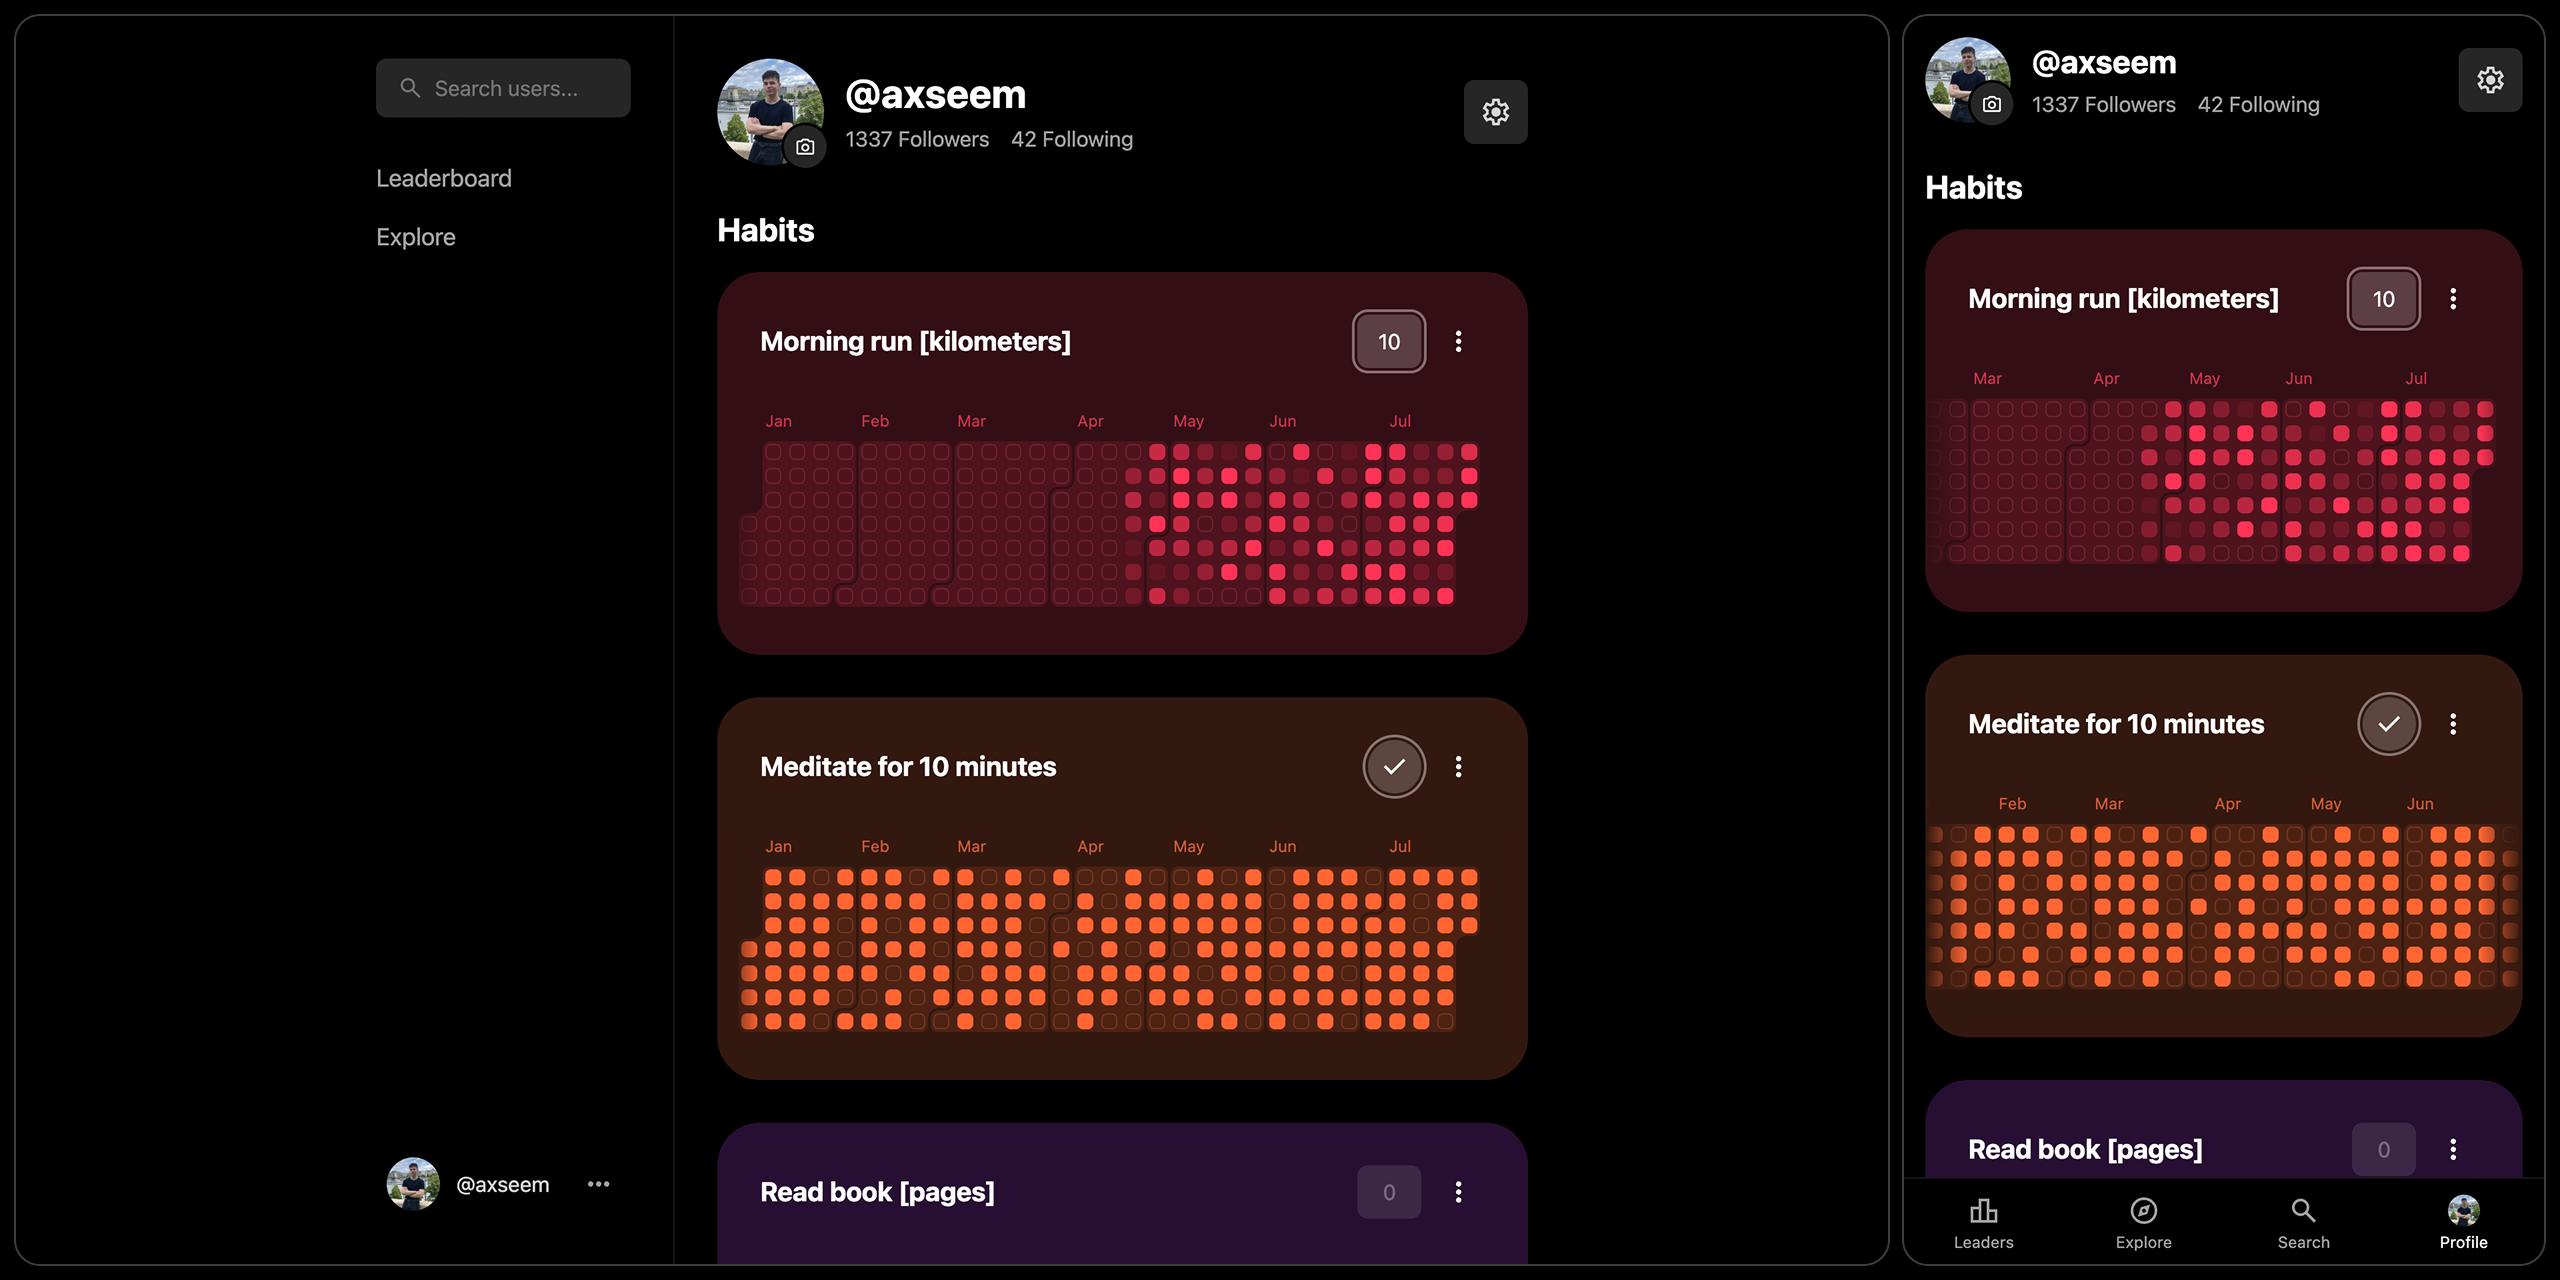 Search users...
Leaderboard
Explore
@axseem
@axseem
1337 Followers 42 Following
Habits
Morning run [kilometers] 10
Jan Feb Mar Apr May Jun Jul
Meditate for 10 minutes
Jan Feb Mar Apr May Jun Jul
Read book [pages] 0
@axseem
1337 Followers 42 Following
Habits
Morning run [kilometers] 10
Mar Apr May Jun Jul
Meditate for 10 minutes
Feb Mar Apr May Jun
Read book [pages] 0
Leaders Explore Search Profile